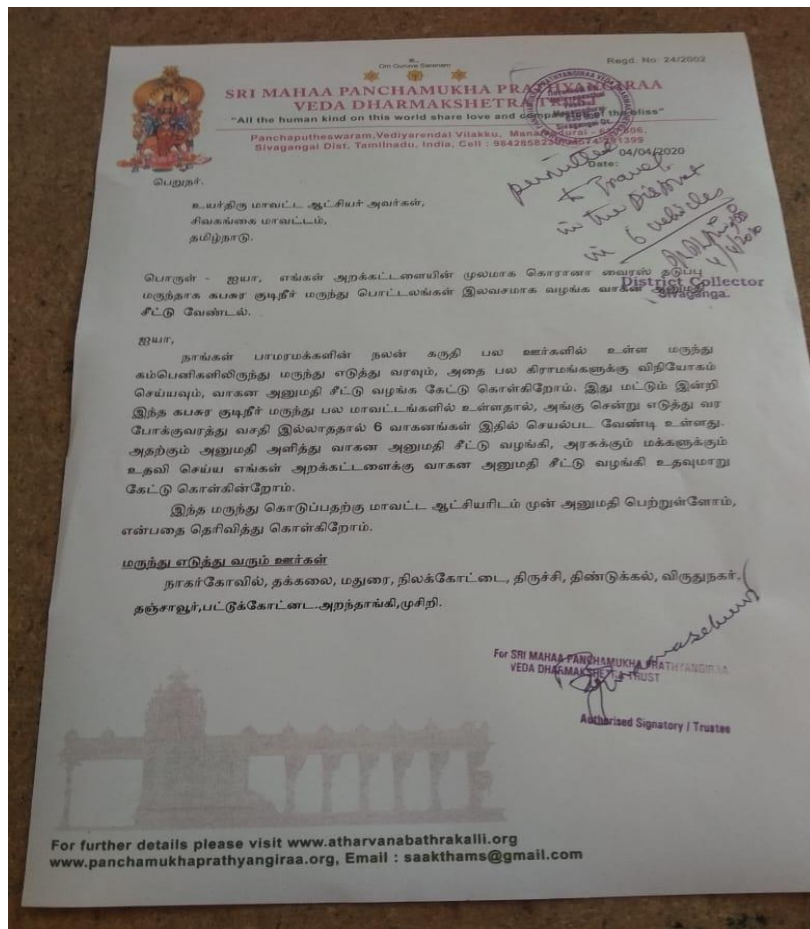 Om Guruve Saranam
Regd. No: 24/2002
SRI MAHAA PANCHAMUKHA PRATHYANGIRAA
VEDA DHARMAKSHETRA TRUST
"All the human kind on this world share love and compassion of the bliss"
Panchaputheswaram, Vediyarendal Vilakku, Manamadurai -
Sivagangai Dist, Tamilnadu, India, Cell :
Date: 04/04/2020
பெறுநர்.
உயர்திரு மாவட்ட ஆட்சியர் அவர்கள்,
சிவகங்கை மாவட்டம்,
தமிழ்நாடு.
permitted
to Travel
in the District
in 6 vehicles
4/4/2020
District Collector
Sivaganga.
பொருள் - ஐயா, எங்கள் அறக்கட்டளையின் மூலமாக கொரானா வைரஸ் தடுப்பு
மருந்தாக கபசுர குடிநீர் மருந்து பொட்டலங்கள் இலவசமாக வழங்க வாகன அனுமதி
சீட்டு வேண்டல்.
ஐயா,
நாங்கள் பாமரமக்களின் நலன் கருதி பல ஊர்களில் உள்ள மருந்து
கம்பெனிகளிலிருந்து மருந்து எடுத்து வரவும், அதை பல கிராமங்களுக்கு விநியோகம்
செய்யவும், வாகன அனுமதி சீட்டு வழங்க கேட்டு கொள்கிறோம். இது மட்டும் இன்றி
இந்த கபசுர குடிநீர் மருந்து பல மாவட்டங்களில் உள்ளதால், அங்கு சென்று எடுத்து வர
போக்குவரத்து வசதி இல்லாததால் 6 வாகனங்கள் இதில் செயல்பட வேண்டி உள்ளது.
அதற்கும் அனுமதி அளித்து வாகன அனுமதி சீட்டு வழங்கி, அரசுக்கும் மக்களுக்கும்
உதவி செய்ய எங்கள் அறக்கட்டளைக்கு வாகன அனுமதி சீட்டு வழங்கி உதவுமாறு
கேட்டு கொள்கின்றோம்.
இந்த மருந்து கொடுப்பதற்கு மாவட்ட ஆட்சியரிடம் முன் அனுமதி பெற்றுள்ளோம்,
என்பதை தெரிவித்து கொள்கிறோம்.
மருந்து எடுத்து வரும் ஊர்கள்
நாகர்கோவில், தக்கலை, மதுரை, நிலக்கோட்டை, திருச்சி, திண்டுக்கல், விருதுநகர்.
தஞ்சாவூர்,பட்டுக்கோட்டை.அறந்தாங்கி,முசிறி.
For SRI MAHAA PANCHAMUKHA PRATHYANGIRAA
VEDA DHARMAKSHETRA TRUST
Authorised Signatory / Trustee
For further details please visit www.atharvanabathrakalli.org
www.panchamukhaprathyangiraa.org, Email : saakthams@gmail.com